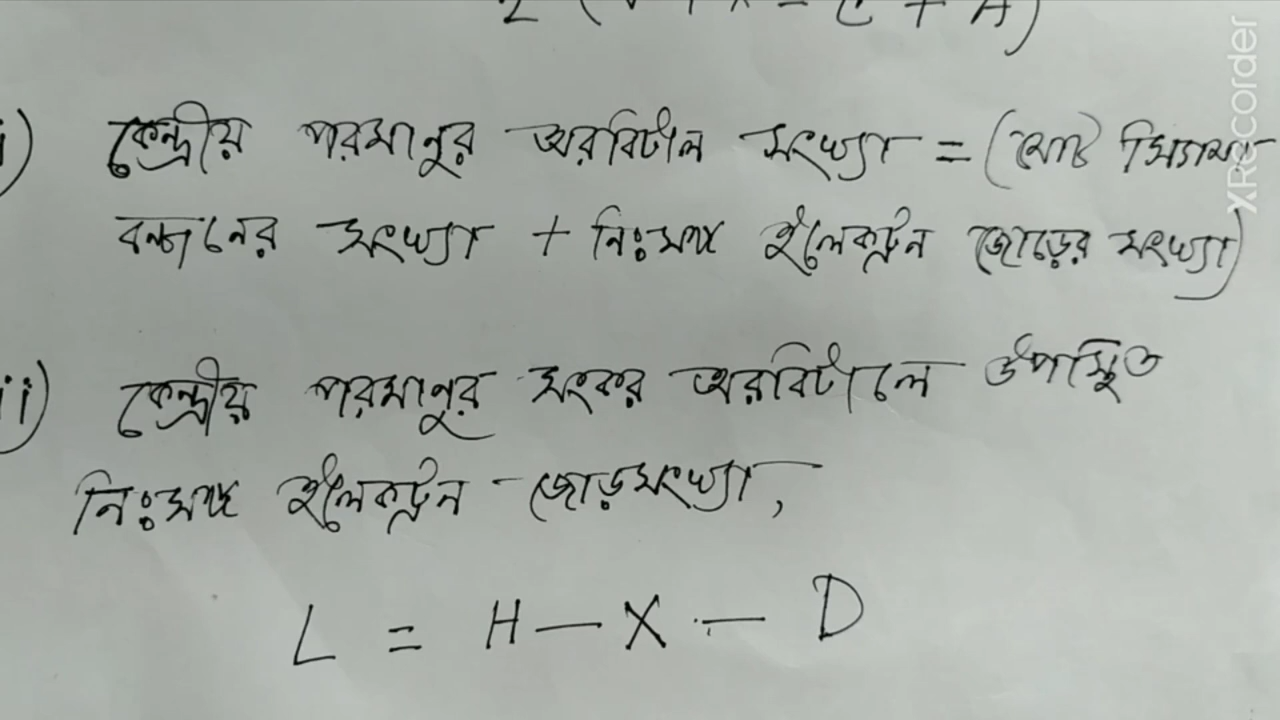 2 (V + X - C + A)
i) কেন্দ্রীয় পরমানুর অরবিটাল সংখ্যা = (মোট সিগমা
বন্ধনের সংখ্যা + নিঃসঙ্গ ইলেকট্রন জোড়ের সংখ্যা)
ii) কেন্দ্রীয় পরমানুর সংকর অরবিটালে উপস্থিত
নিঃসঙ্গ ইলেকট্রন -জোড়সংখ্যা,
L = H - X - D
XRecorder